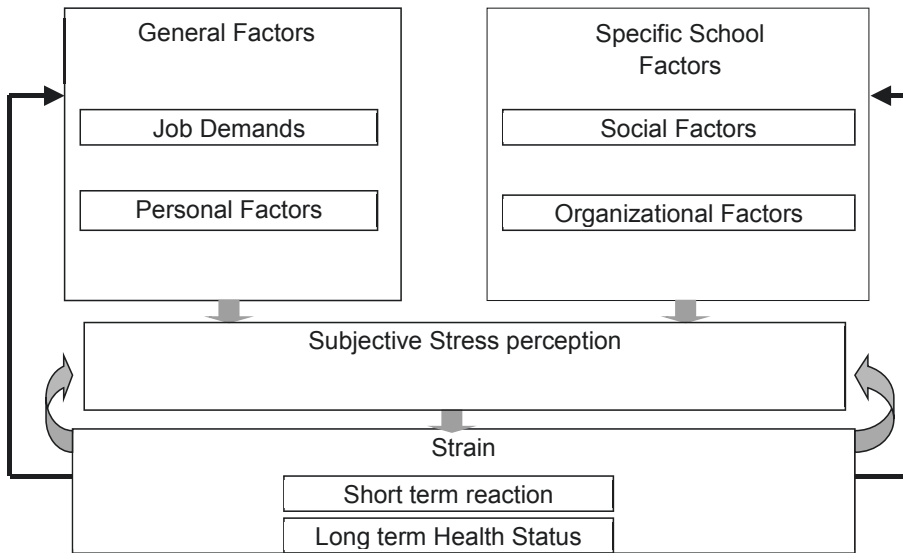 General Factors
Job Demands
Personal Factors
Specific School
Factors
Social Factors
Organizational Factors
Subjective Stress perception
Strain
Short term reaction
Long term Health Status